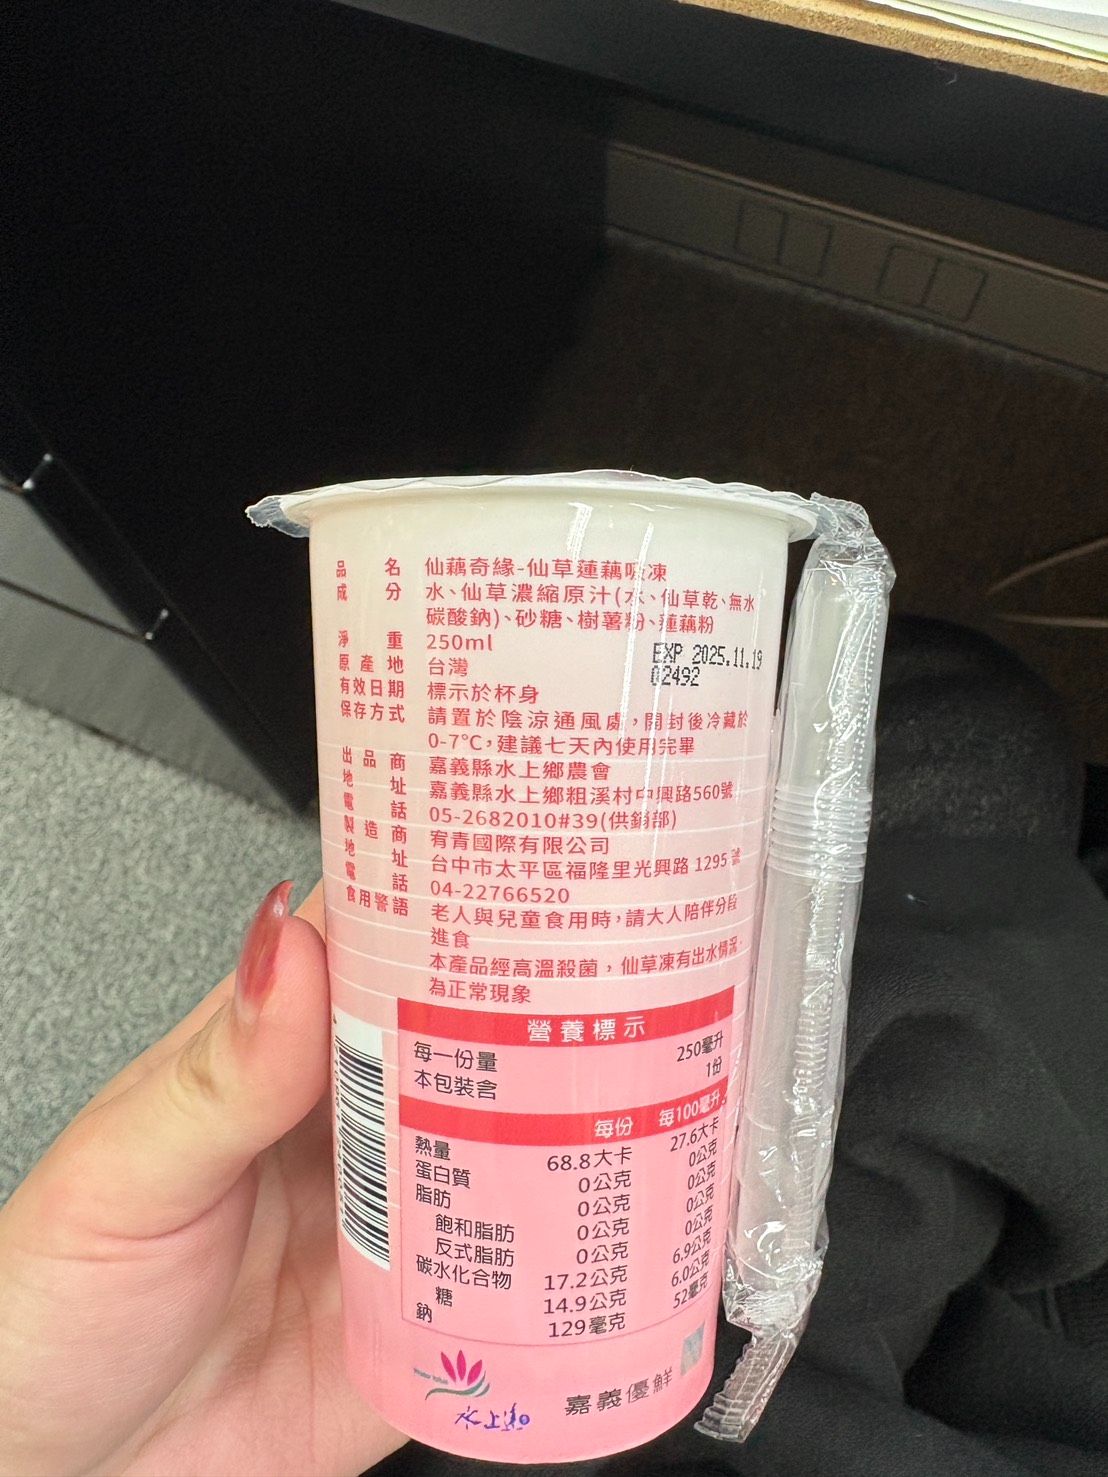 品名 仙藕奇緣-仙草蓮藕吸凍
成分 水、仙草濃縮原汁(水、仙草乾、無水
碳酸鈉)、砂糖、樹薯粉、蓮藕粉
淨重 250ml
原產地 台灣
有效日期 標示於杯身
EXP 2025.11.19
02492
保存方式 請置於陰涼通風處，開封後冷藏於
0-7℃，建議七天內使用完畢
出品商 嘉義縣水上鄉農會
地址 嘉義縣水上鄉粗溪村中興路560號
電話 05-2682010#39(供銷部)
製造商 宥青國際有限公司
地址 台中市太平區福隆里光興路 1295 號
電話 04-22766520
食用警語 老人與兒童食用時，請大人陪伴分段
進食
本產品經高溫殺菌，仙草凍有出水情況，
為正常現象
營養標示
每一份量 250毫升
本包裝含 1份
每份 每100毫升
熱量 68.8大卡 27.6大卡
蛋白質 0公克 0公克
脂肪 0公克 0公克
飽和脂肪 0公克 0公克
反式脂肪 0公克 0公克
碳水化合物 17.2公克 6.9公克
糖 14.9公克 6.0公克
鈉 129毫克 52毫克
水上鄉
嘉義優鮮